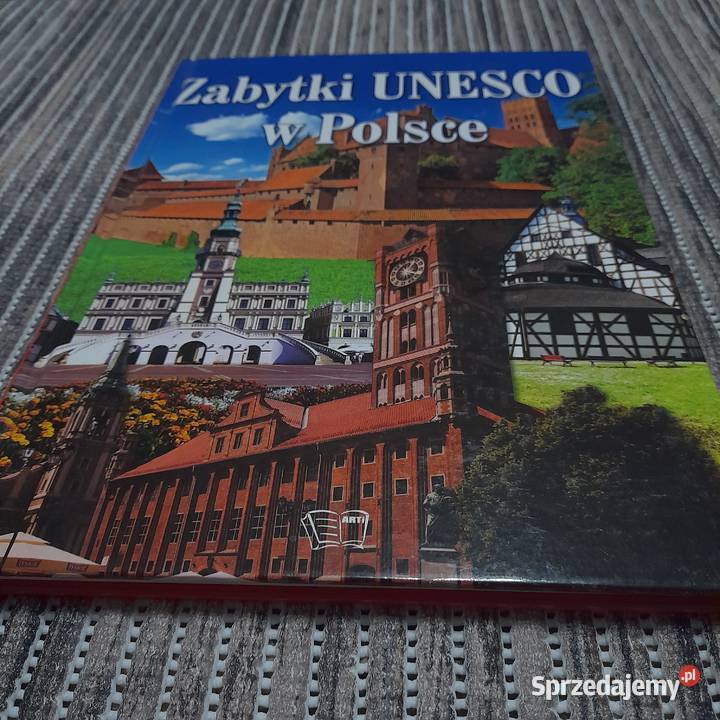 Zabytki UNESCO
w Polsce
ARTI
Sprzedajemy.pl